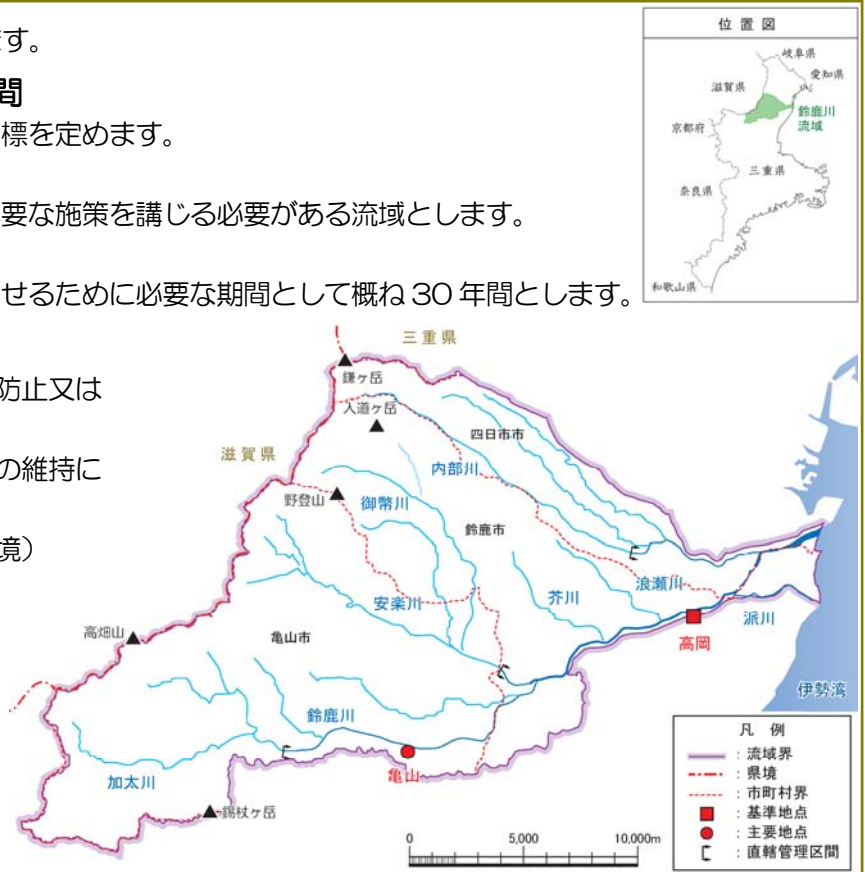 ます。
間
標を定めます。
要な施策を講じる必要がある流域とします。
せるために必要な期間として概ね30年間とします。
防止又は
の維持に
境）
位置図
岐阜県
愛知県
滋賀県
鈴鹿川
流域
京都府
三重県
奈良県
和歌山県
三重県
鎌ヶ岳
入道ヶ岳
四日市市
滋賀県
内部川
野登山
御幣川
鈴鹿市
安楽川
芥川
浪瀬川
派川
高岡
高畑山
亀山市
伊勢湾
鈴鹿川
加太川
亀山
錫杖ヶ岳
0 5,000 10,000m
凡例
：流域界
：県境
：市町村界
：基準地点
：主要地点
：直轄管理区間